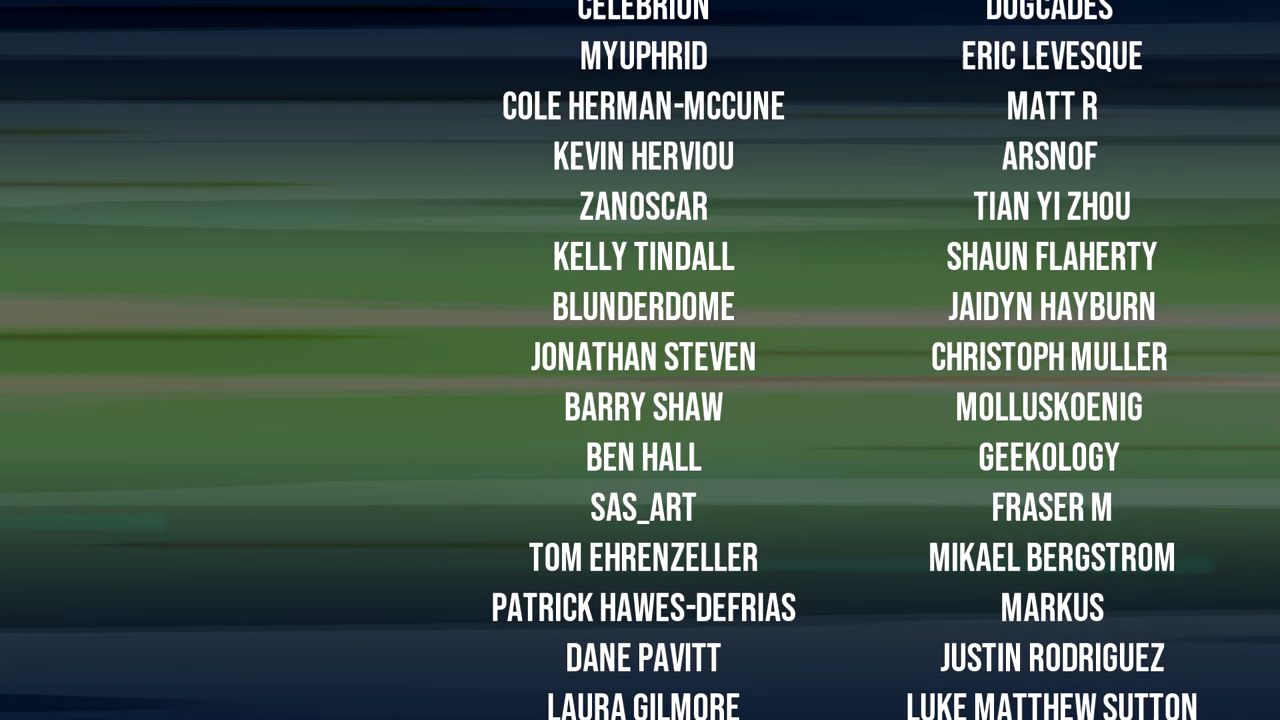 CELEBRION
MYUPHRID
COLE HERMAN-MCCUNE
KEVIN HERVIOU
ZANOSCAR
KELLY TINDALL
BLUNDERDOME
JONATHAN STEVEN
BARRY SHAW
BEN HALL
SAS_ART
TOM EHRENZELLER
PATRICK HAWES-DEFRIAS
DANE PAVITT
LAURA GILMORE
DOGCADES
ERIC LEVESQUE
MATT R
ARSNOF
TIAN YI ZHOU
SHAUN FLAHERTY
JAIDYN HAYBURN
CHRISTOPH MULLER
MOLLUSKOENIG
GEEKOLOGY
FRASER M
MIKAEL BERGSTROM
MARKUS
JUSTIN RODRIGUEZ
LUKE MATTHEW SUTTON